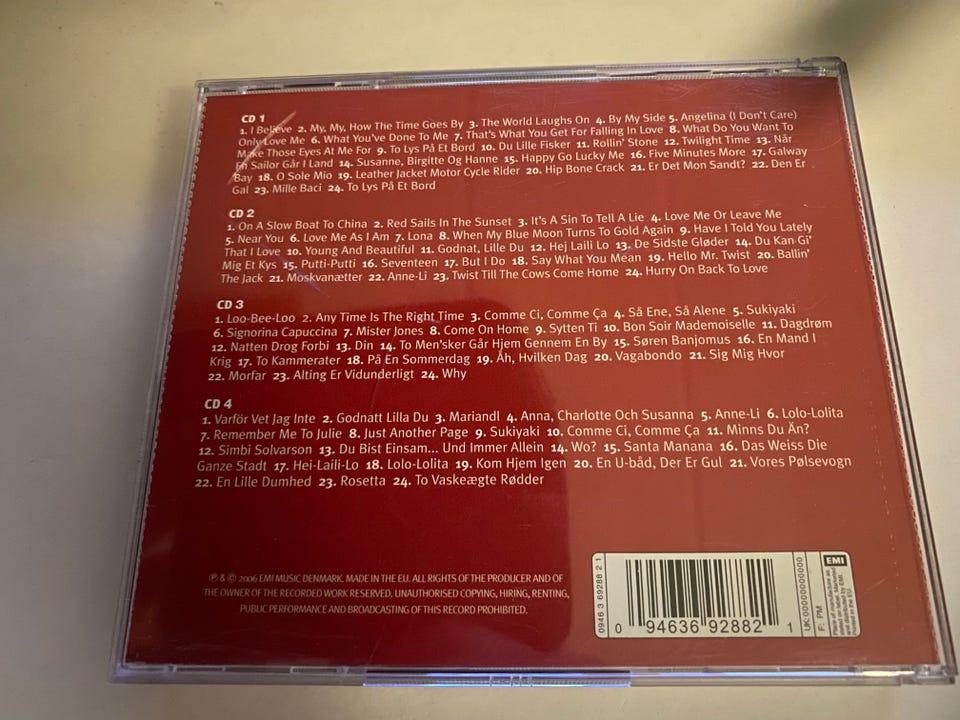 CD 1
1. I Believe 2. My, My, How The Time Goes By 3. The World Laughs On 4. By My Side 5. Angelina (I Don't Care)
Only Love Me 6. What You've Done To Me 7. That's What You Get For Falling In Love 8. What Do You Want To
Make Those Eyes At Me For 9. To Lys På Et Bord 10. Du Lille Fisker 11. Rollin' Stone 12. Twilight Time 13. Når
En Sailor Går I Land 14. Susanne, Birgitte Og Hanne 15. Happy Go Lucky Me 16. Five Minutes More 17. Galway
Bay 18. O Sole Mio 19. Leather Jacket Motor Cycle Rider 20. Hip Bone Crack 21. Er Det Mon Sandt? 22. Den Er
Gal 23. Mille Baci 24. To Lys På Et Bord
CD 2
1. On A Slow Boat To China 2. Red Sails In The Sunset 3. It's A Sin To Tell A Lie 4. Love Me Or Leave Me
5. Near You 6. Love Me As I Am 7. Lona 8. When My Blue Moon Turns To Gold Again 9. Have I Told You Lately
That I Love 10. Young And Beautiful 11. Godnat, Lille Du 12. Hej Laili Lo 13. De Sidste Gløder 14. Du Kan Gi'
Mig Et Kys 15. Putti-Putti 16. Seventeen 17. But I Do 18. Say What You Mean 19. Hello Mr. Twist 20. Ballin'
The Jack 21. Moskvanætter 22. Anne-Li 23. Twist Till The Cows Come Home 24. Hurry On Back To Love
CD 3
1. Loo-Bee-Loo 2. Any Time Is The Right Time 3. Comme Ci, Comme Ça 4. Så Ene, Så Alene 5. Sukiyaki
6. Signorina Capuccina 7. Mister Jones 8. Come On Home 9. Sytten Ti 10. Bon Soir Mademoiselle 11. Dagdrøm
12. Natten Drog Forbi 13. Din 14. To Men'sker Går Hjem Gennem En By 15. Søren Banjomus 16. En Mand I
Krig 17. To Kammerater 18. På En Sommerdag 19. Åh, Hvilken Dag 20. Vagabondo 21. Sig Mig Hvor
22. Morfar 23. Alting Er Vidunderligt 24. Why
CD 4
1. Varför Vet Jag Inte 2. Godnatt Lilla Du 3. Mariandl 4. Anna, Charlotte Och Susanna 5. Anne-Li 6. Lolo-Lolita
7. Remember Me To Julie 8. Just Another Page 9. Sukiyaki 10. Comme Ci, Comme Ça 11. Minns Du Än?
12. Simbi Solvarson 13. Du Bist Einsam... Und Immer Allein 14. Wo? 15. Santa Manana 16. Das Weiss Die
Ganze Stadt 17. Hei-Laili-Lo 18. Lolo-Lolita 19. Kom Hjem Igen 20. En U-båd, Der Er Gul 21. Vores Pølsevogn
22. En Lille Dumhed 23. Rosetta 24. To Vaskeægte Rødder
℗ & © 2006 EMI MUSIC DENMARK. MADE IN THE EU. ALL RIGHTS OF THE PRODUCER AND OF
THE OWNER OF THE RECORDED WORK RESERVED. UNAUTHORISED COPYING, HIRING, RENTING,
PUBLIC PERFORMANCE AND BROADCASTING OF THIS RECORD PROHIBITED.
0946 3 69288 2 1
0 94636 92882 1
UK:0000000000000
F: PM
EMI
Place of manufacture as
stated on label. Marketed
and distributed by EMI.
Printed in the EU.